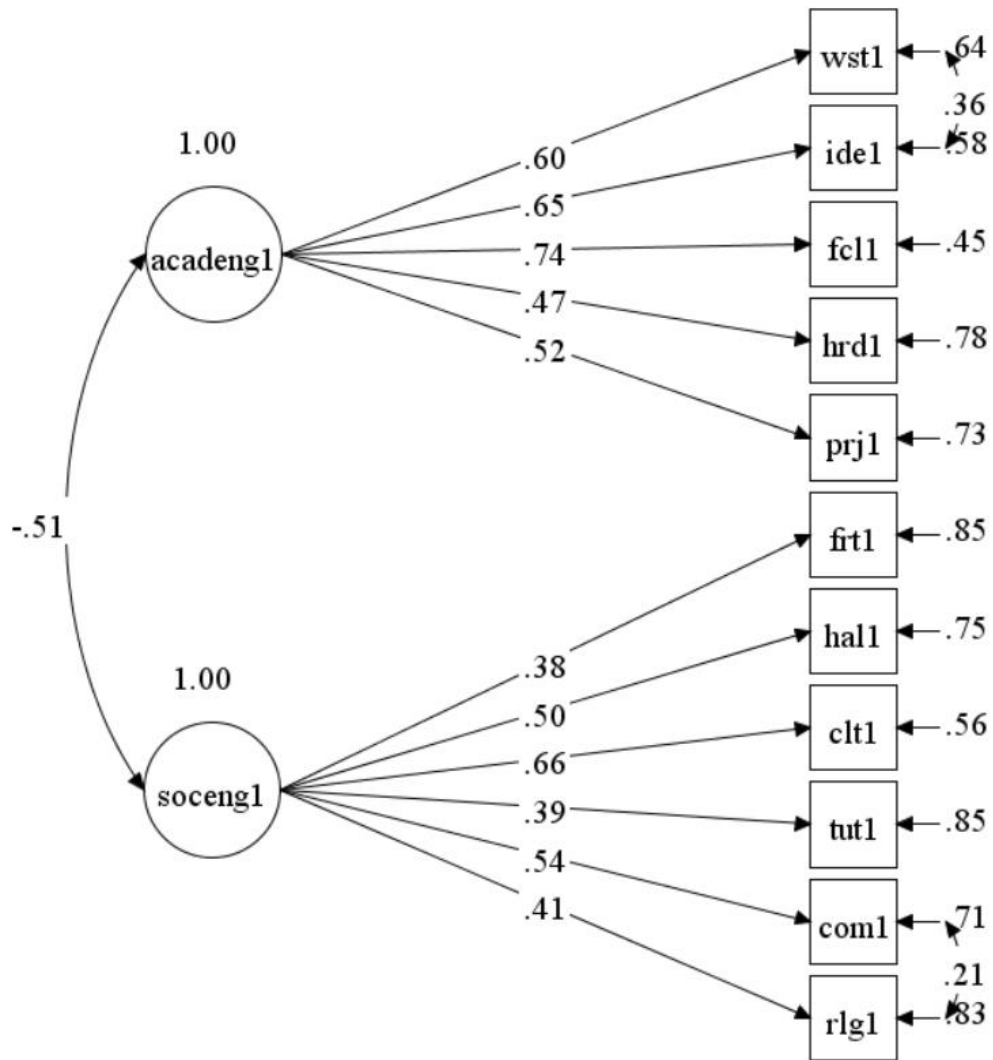 wst1
.64
.36
ide1
.58
1.00
.60
acadeng1
.65
.74
fcl1
.45
.47
hrd1
.78
.52
prj1
.73
-.51
frt1
.85
hal1
.75
1.00
.38
.50
clt1
.56
soceng1
.66
.39
tut1
.85
.54
.41
com1
.71
.21
rlg1
.83